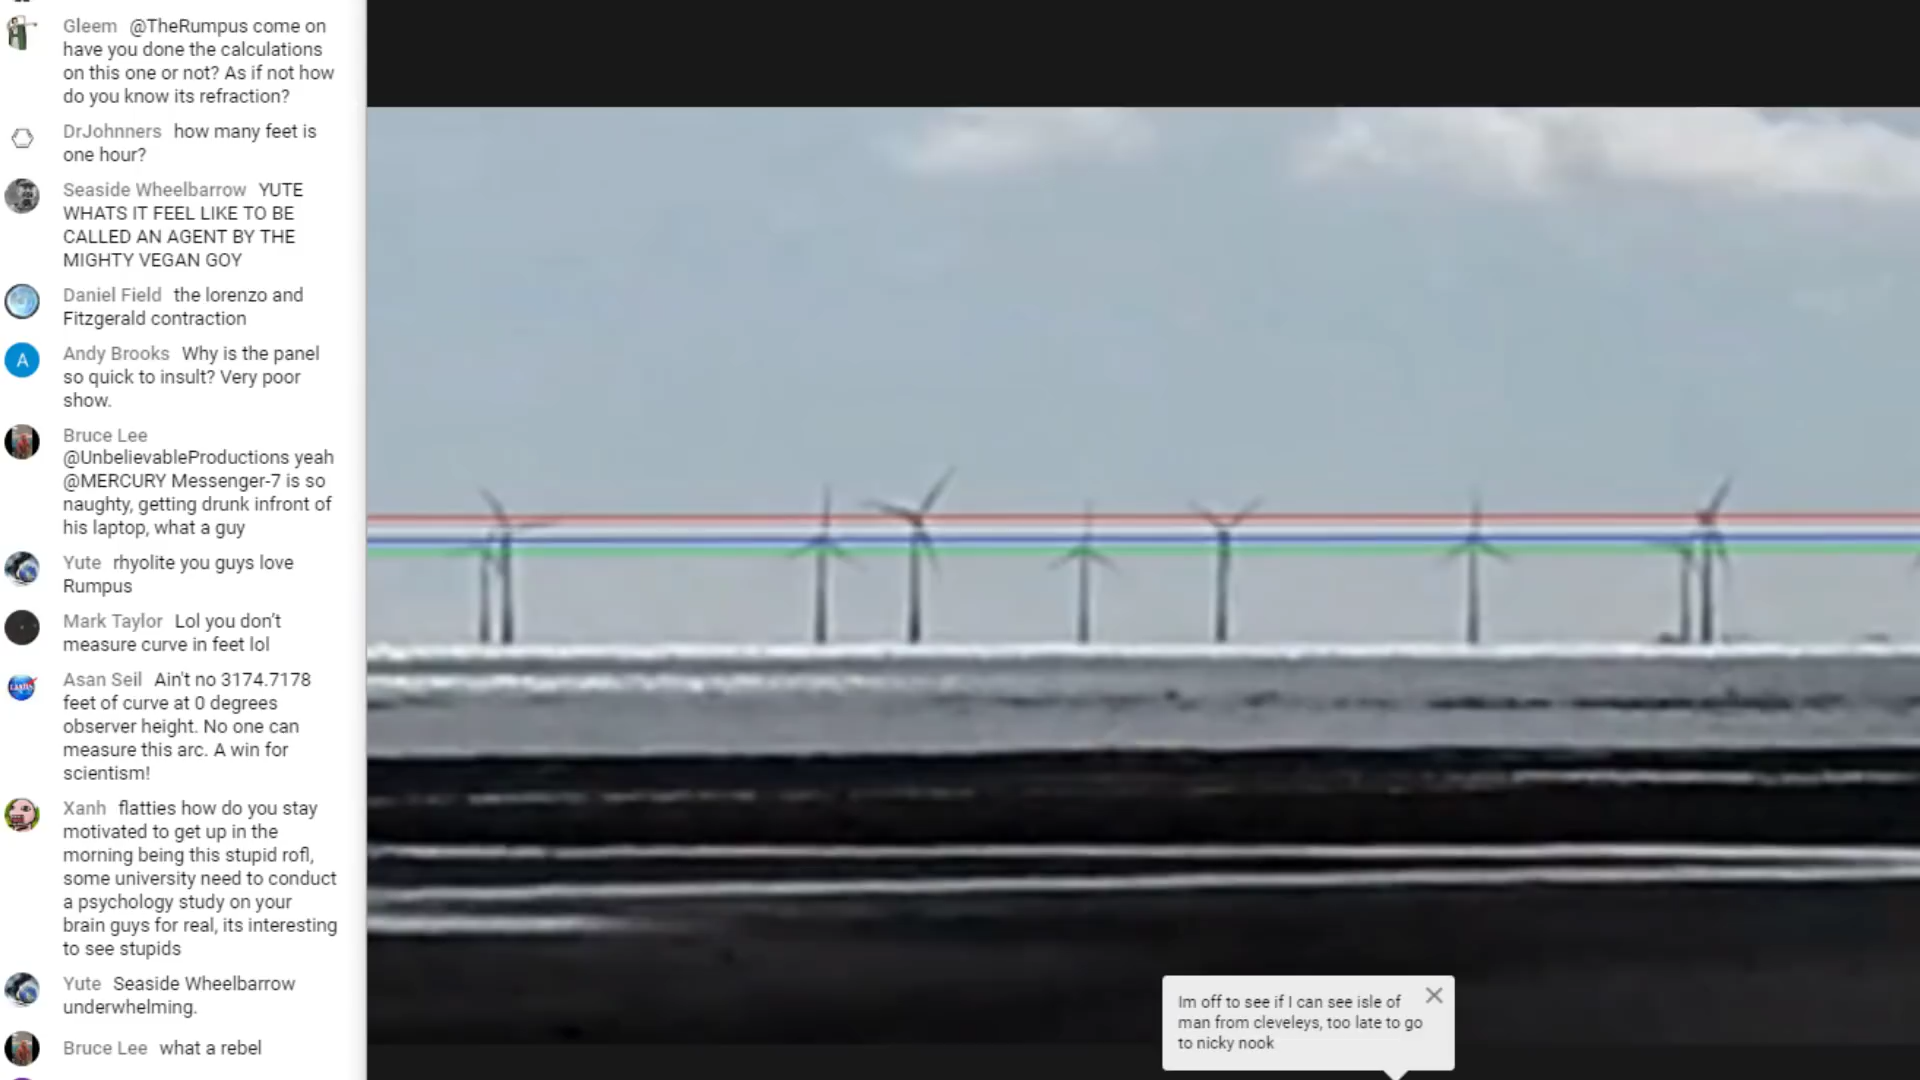 Gleem @TheRumpus come on
have you done the calculations
on this one or not? As if not how
do you know its refraction?
DrJohnners how many feet is
one hour?
Seaside Wheelbarrow YUTE
WHATS IT FEEL LIKE TO BE
CALLED AN AGENT BY THE
MIGHTY VEGAN GOY
Daniel Field the lorenzo and
Fitzgerald contraction
A
Andy Brooks Why is the panel
so quick to insult? Very poor
show.
Bruce Lee
@UnbelievableProductions yeah
@MERCURY Messenger-7 is so
naughty, getting drunk infront of
his laptop, what a guy
Yute rhyolite you guys love
Rumpus
Mark Taylor Lol you don't
measure curve in feet lol
Asan Seil Ain't no 3174.7178
feet of curve at 0 degrees
observer height. No one can
measure this arc. A win for
scientism!
Xanh flatties how do you stay
motivated to get up in the
morning being this stupid rofl,
some university need to conduct
a psychology study on your
brain guys for real, its interesting
to see stupids
Yute Seaside Wheelbarrow
underwhelming.
Bruce Lee what a rebel
Im off to see if I can see isle of
man from cleveleys, too late to go
to nicky nook